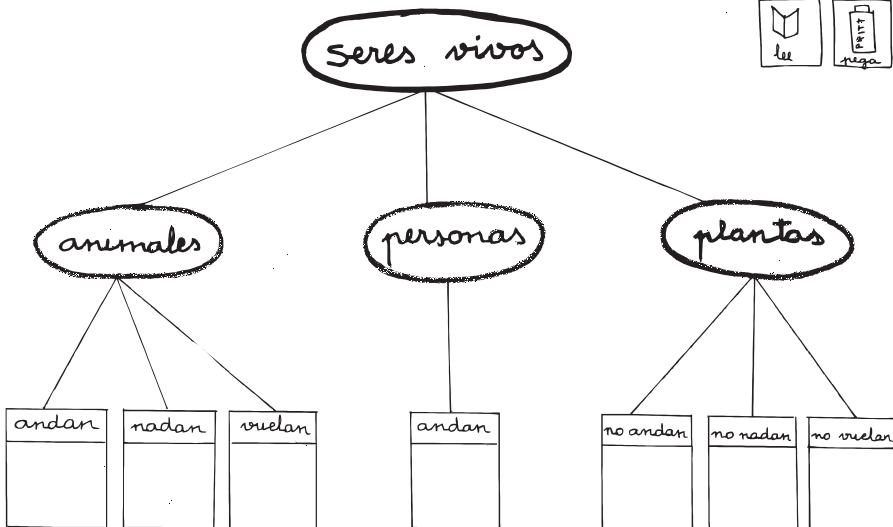 seres vivos
lee
PRITT
pega
animales
personas
plantas
andan
nadan
vuelan
andan
no andan
no nadan
no vuelan